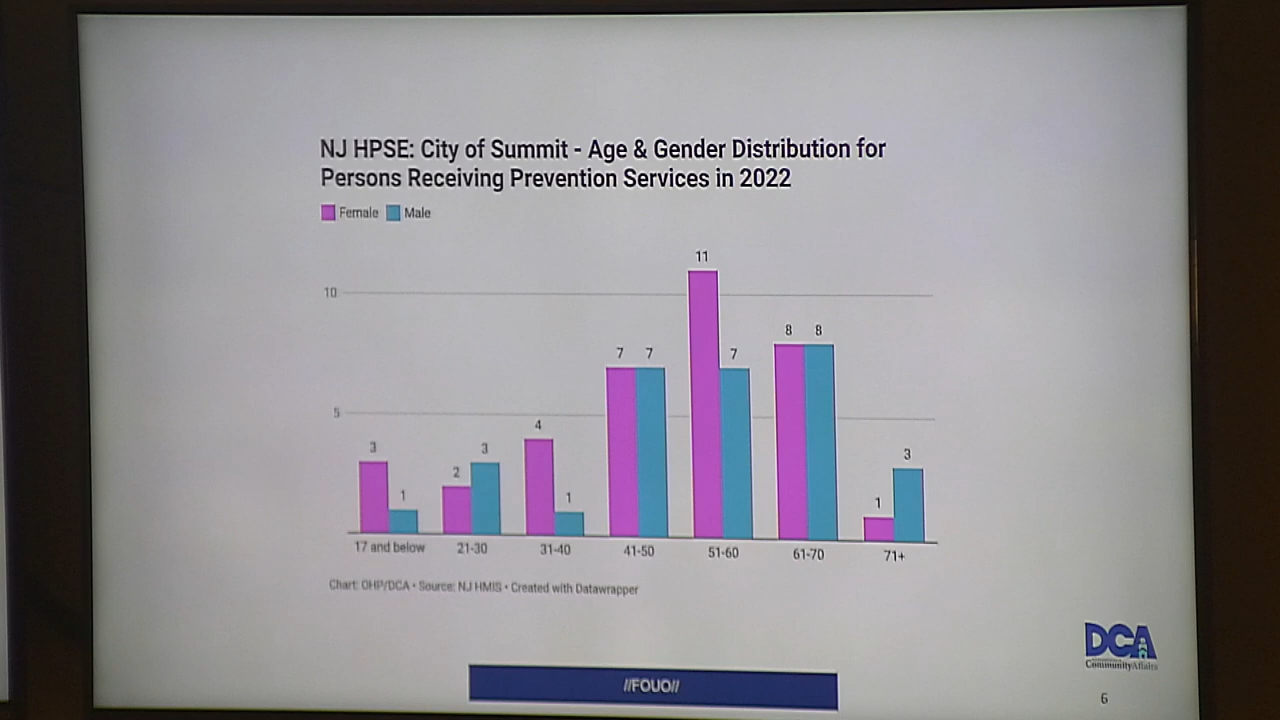 NJ HPSE: City of Summit - Age & Gender Distribution for
Persons Receiving Prevention Services in 2022
Female Male
11
10
8 8
7 7 7
5
4
3 3 3
2
1 1 1
17 and below 21-30 31-40 41-50 51-60 61-70 71+
Chart: OHP/DCA • Source: NJ HMIS • Created with Datawrapper
DCA
Community Affairs
//FOUO//
6